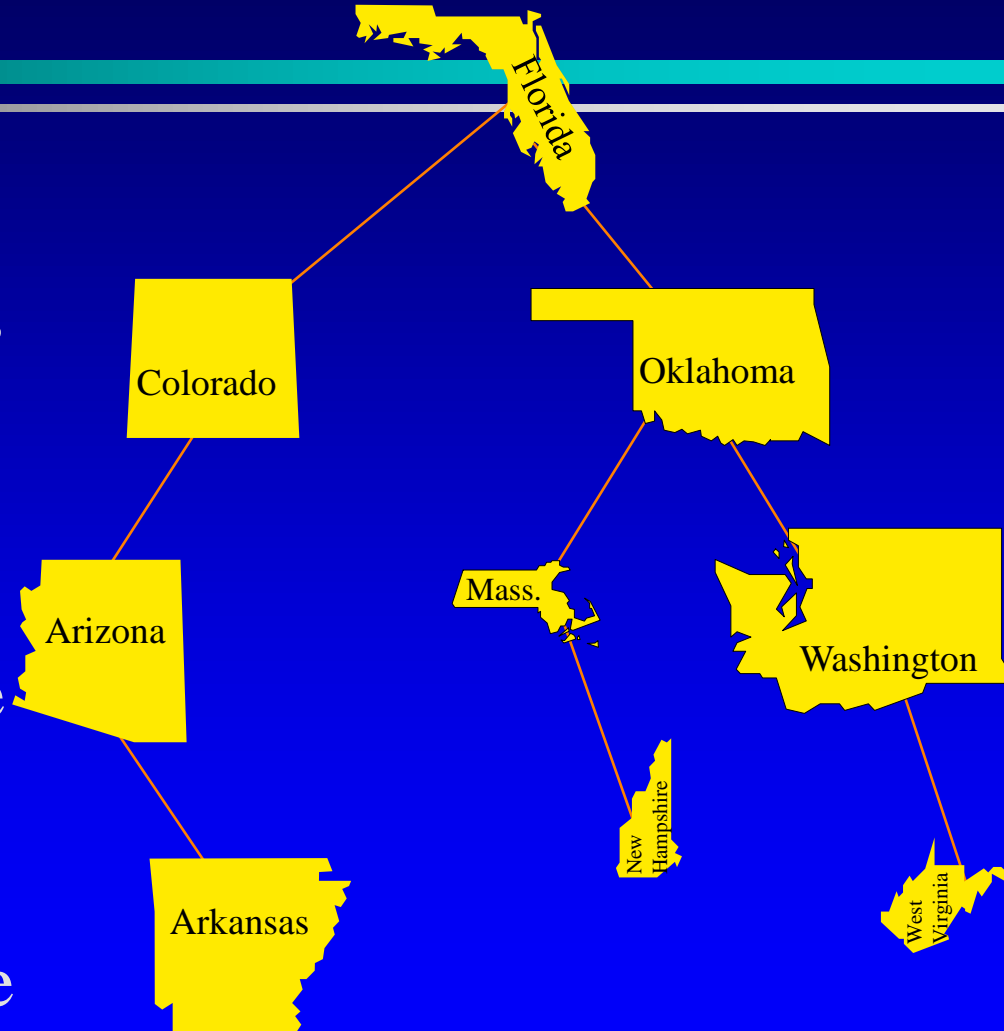 Florida
Colorado
Oklahoma
Mass.
Arizona
Washington
New
Hampshire
West
Virginia
Arkansas